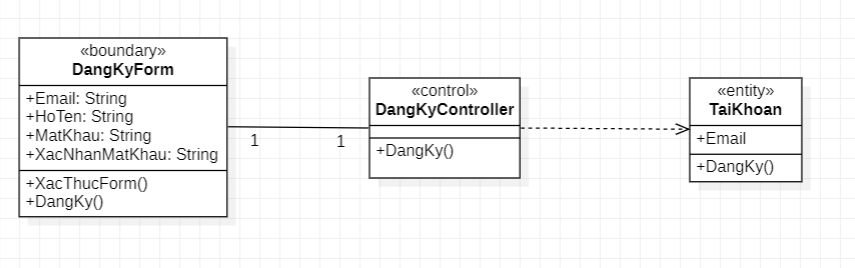 «boundary»
DangKyForm
+Email: String
+HoTen: String
+MatKhau: String
+XacNhanMatKhau: String
+XacThucForm()
+DangKy()
1
1
«control»
DangKyController
+DangKy()
«entity»
TaiKhoan
+Email
+DangKy()